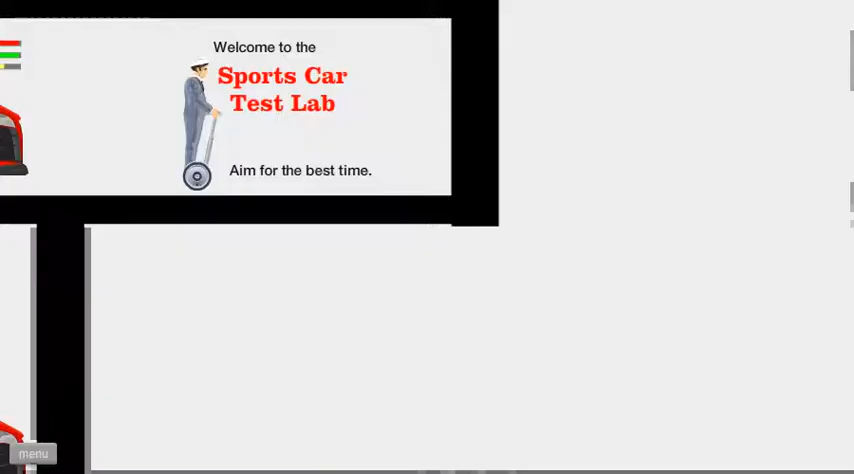 Welcome to the
Sports Car
Test Lab
Aim for the best time.
menu